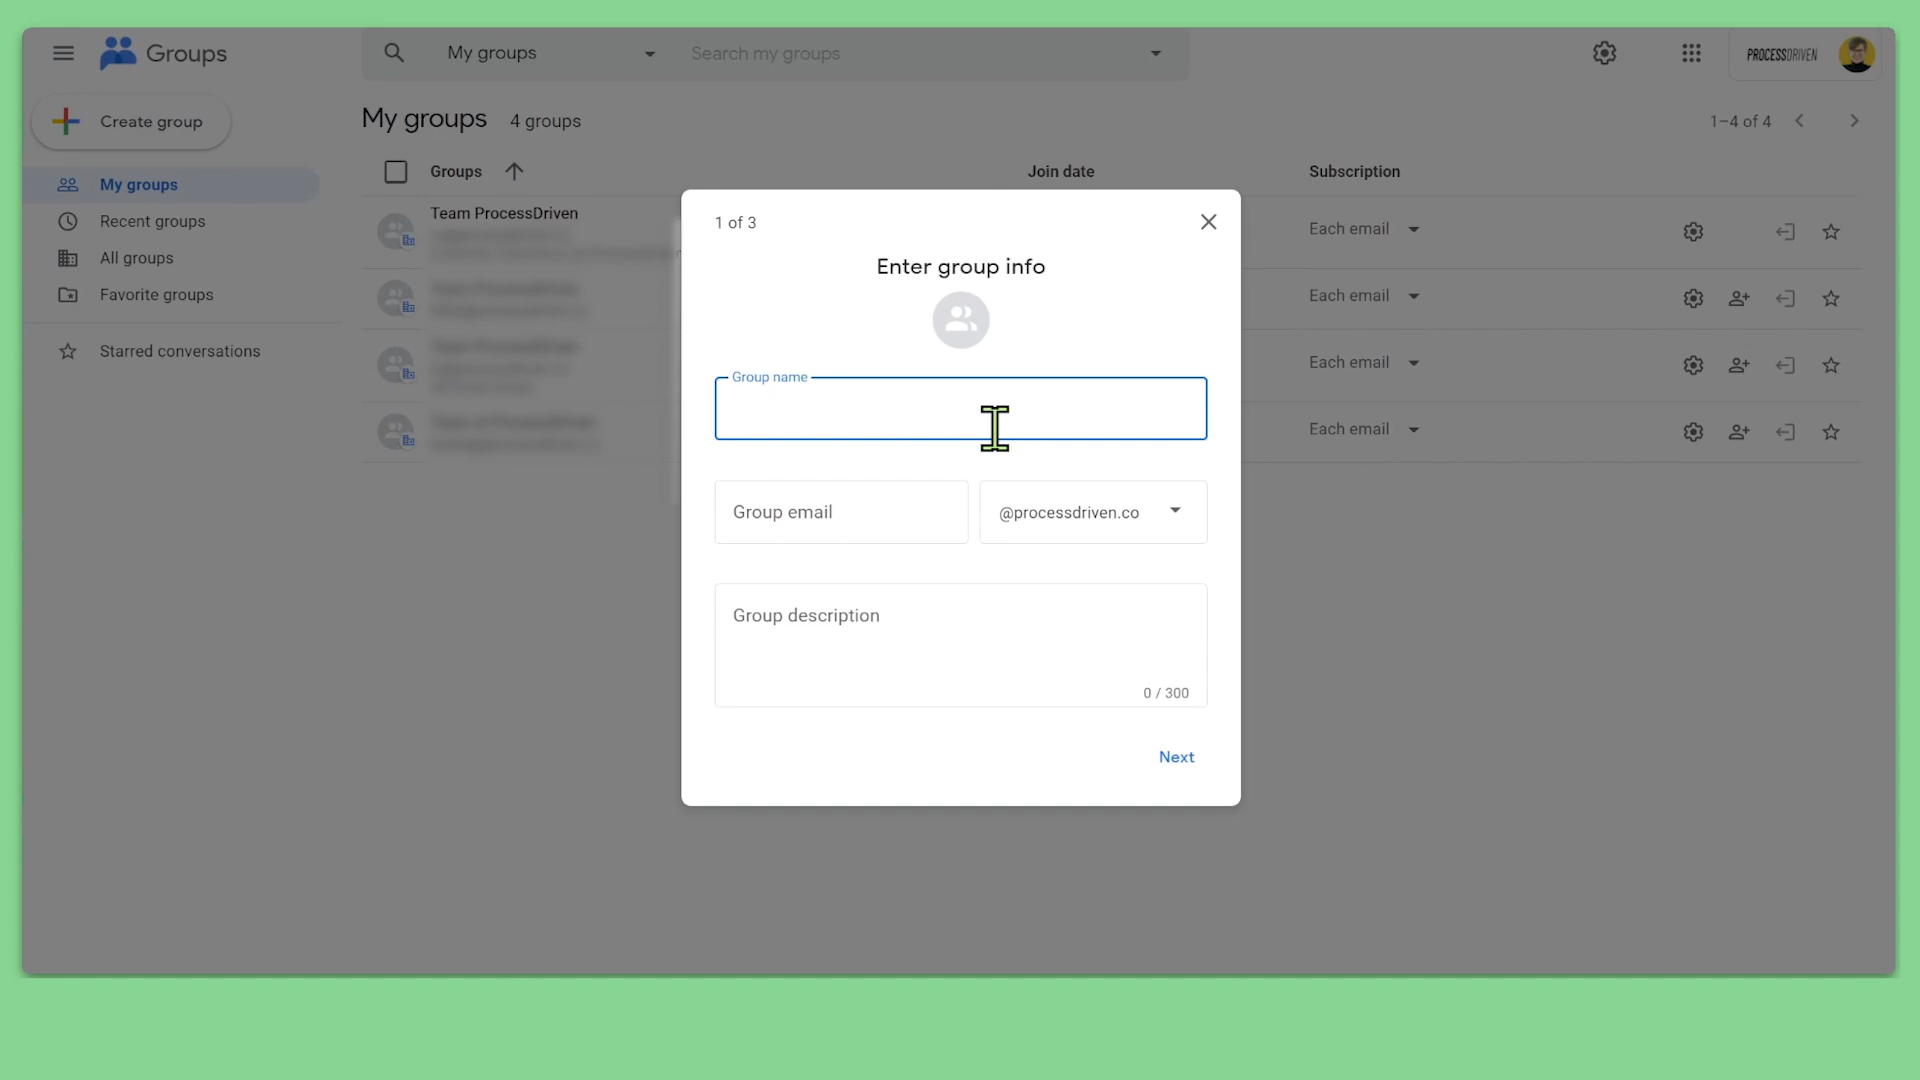 Groups
My groups
Search my groups
PROCESSDRIVEN
Create group
My groups
4 groups
1–4 of 4
Groups
Join date
Subscription
My groups
Recent groups
All groups
Favorite groups
Starred conversations
Team ProcessDriven
Each email
Each email
Each email
Each email
1 of 3
Enter group info
Group name
Group email
@processdriven.co
Group description
0 / 300
Next